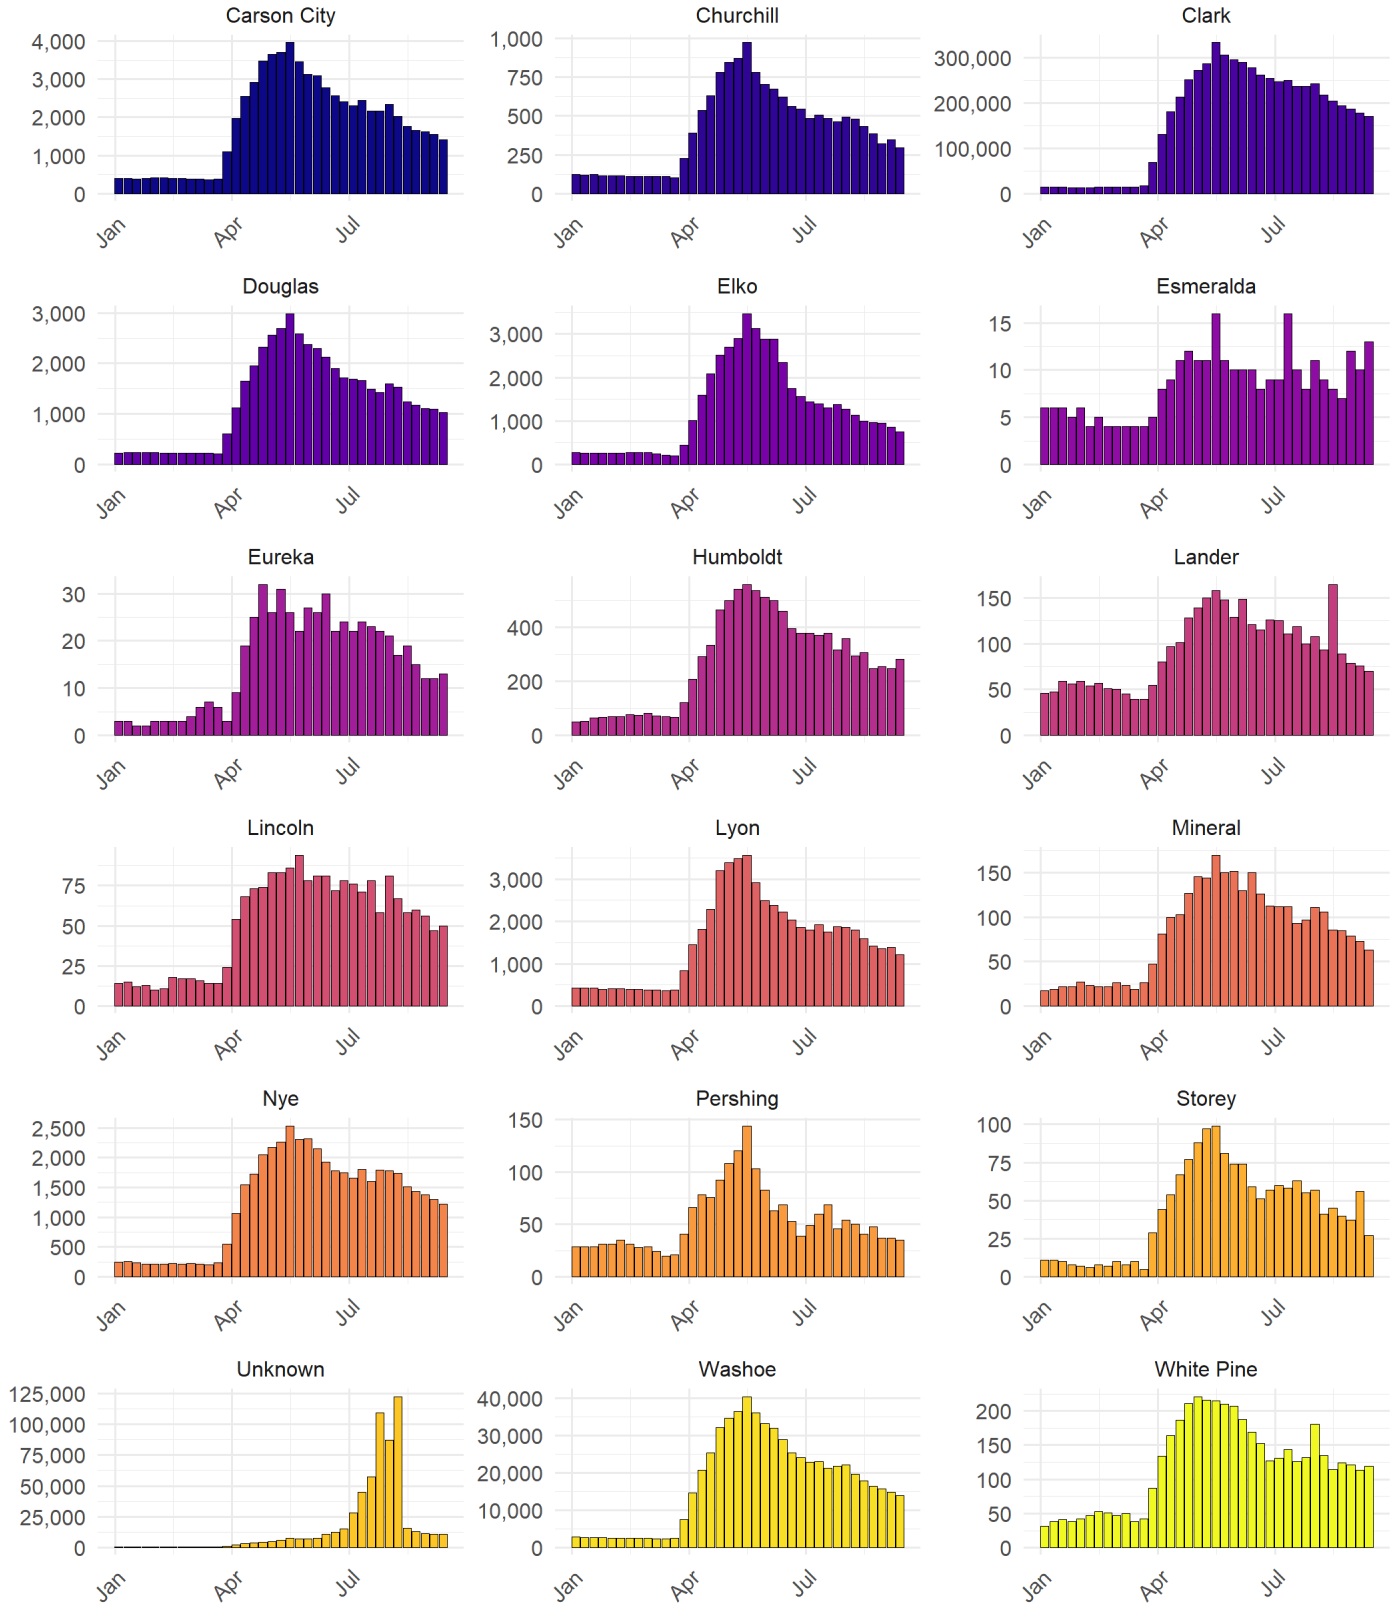 Carson City
Churchill
Clark
4,000
3,000
2,000
1,000
0
1,000
750
500
250
0
300,000
200,000
100,000
0
Jan Apr Jul
Jan Apr Jul
Jan Apr Jul
Douglas
Elko
Esmeralda
3,000
2,000
1,000
0
3,000
2,000
1,000
0
15
10
5
0
Jan Apr Jul
Jan Apr Jul
Jan Apr Jul
Eureka
Humboldt
Lander
30
20
10
0
400
200
0
150
100
50
0
Jan Apr Jul
Jan Apr Jul
Jan Apr Jul
Lincoln
Lyon
Mineral
75
50
25
0
3,000
2,000
1,000
0
150
100
50
0
Jan Apr Jul
Jan Apr Jul
Jan Apr Jul
Nye
Pershing
Storey
2,500
2,000
1,500
1,000
500
0
150
100
50
0
100
75
50
25
0
Jan Apr Jul
Jan Apr Jul
Jan Apr Jul
Unknown
Washoe
White Pine
125,000
100,000
75,000
50,000
25,000
0
40,000
30,000
20,000
10,000
0
200
150
100
50
0
Jan Apr Jul
Jan Apr Jul
Jan Apr Jul